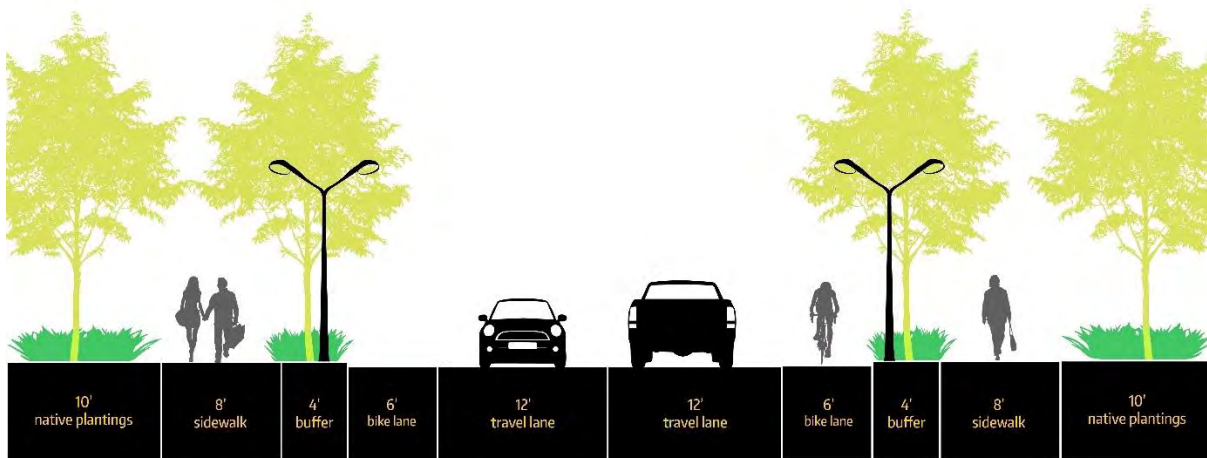 10'
native plantings
8'
sidewalk
4'
buffer
6'
bike lane
12'
travel lane
12'
travel lane
6'
bike lane
4'
buffer
8'
sidewalk
10'
native plantings